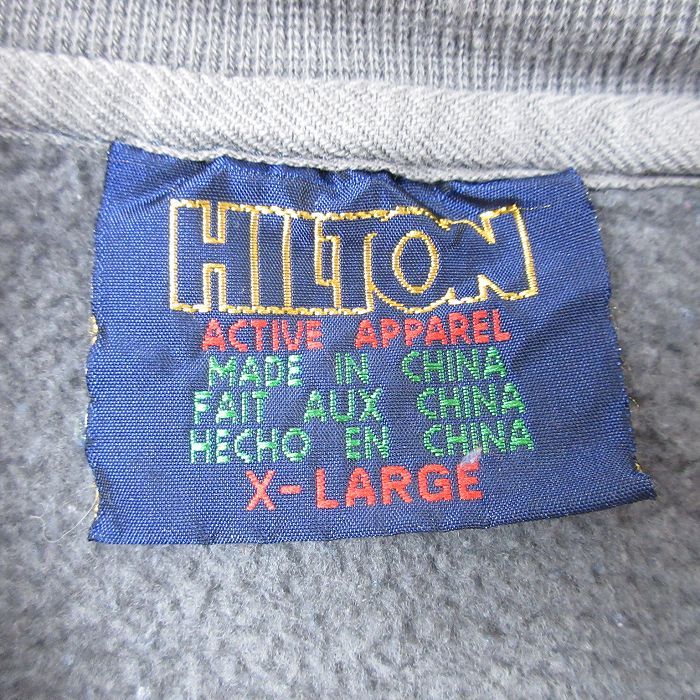 HILTON
ACTIVE APPAREL
MADE IN CHINA
FAIT AUX CHINA
HECHO EN CHINA
X-LARGE